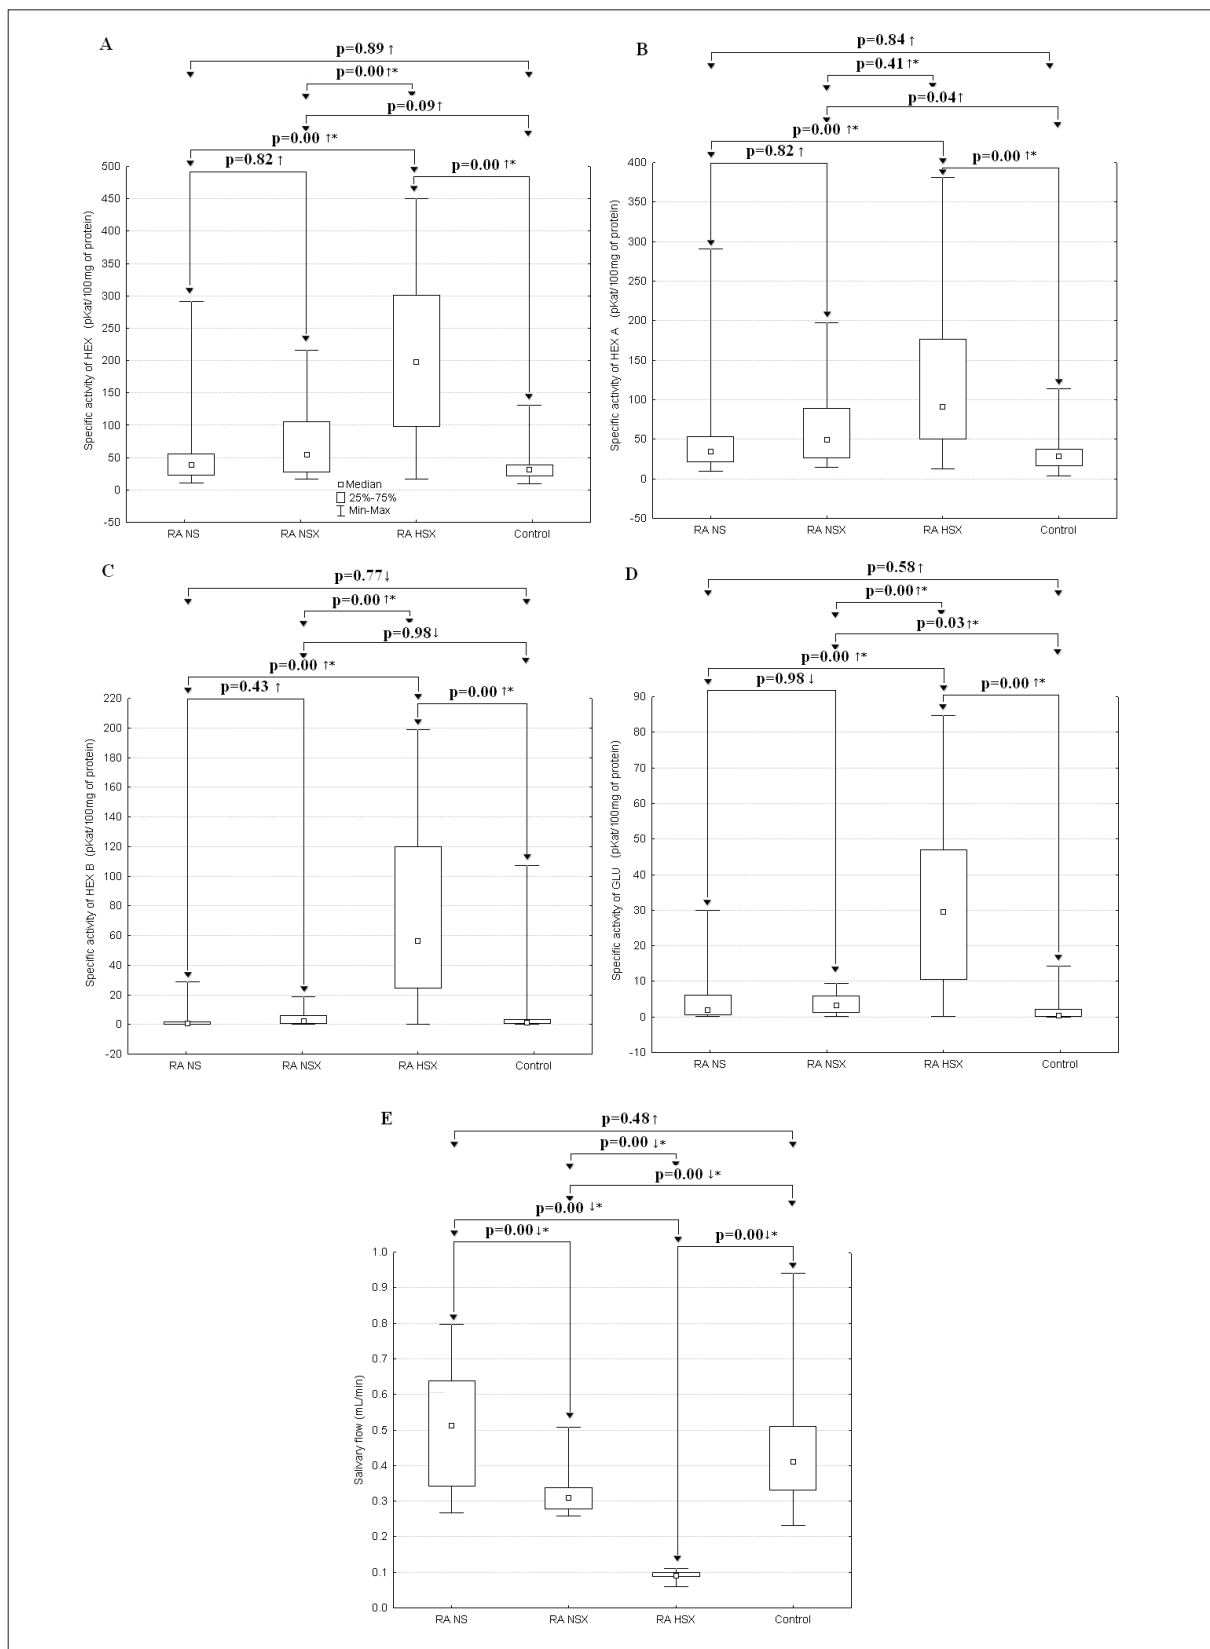 A
p=0.89 ↑
p=0.00 ↑*
p=0.09 ↑
p=0.00 ↑*
p=0.82 ↑
p=0.00 ↑*
Specific activity of HEX (pKat/100mg of protein)
500
450
400
350
300
250
200
150
100
50
0
-50
Median
25%-75%
Min-Max
RA NS RA NSX RA HSX Control
B
p=0.84 ↑
p=0.41 ↑*
p=0.04 ↑
p=0.00 ↑*
p=0.82 ↑
p=0.00 ↑*
Specific activity of HEX A (pKat/100mg of protein)
400
350
300
250
200
150
100
50
0
-50
RA NS RA NSX RA HSX Control
C
p=0.77 ↓
p=0.00 ↑*
p=0.98 ↓
p=0.00 ↑*
p=0.43 ↑
p=0.00 ↑*
Specific activity of HEX B (pKat/100mg of protein)
220
200
180
160
140
120
100
80
60
40
20
0
-20
RA NS RA NSX RA HSX Control
D
p=0.58 ↑
p=0.00 ↑*
p=0.03 ↑*
p=0.00 ↑*
p=0.98 ↓
p=0.00 ↑*
Specific activity of GLU (pKat/100mg of protein)
90
80
70
60
50
40
30
20
10
0
-10
RA NS RA NSX RA HSX Control
E
p=0.48 ↑
p=0.00 ↓*
p=0.00 ↓*
p=0.00 ↓*
p=0.00 ↓*
p=0.00 ↓*
Salivary flow (mL/min)
1.0
0.9
0.8
0.7
0.6
0.5
0.4
0.3
0.2
0.1
0.0
RA NS RA NSX RA HSX Control